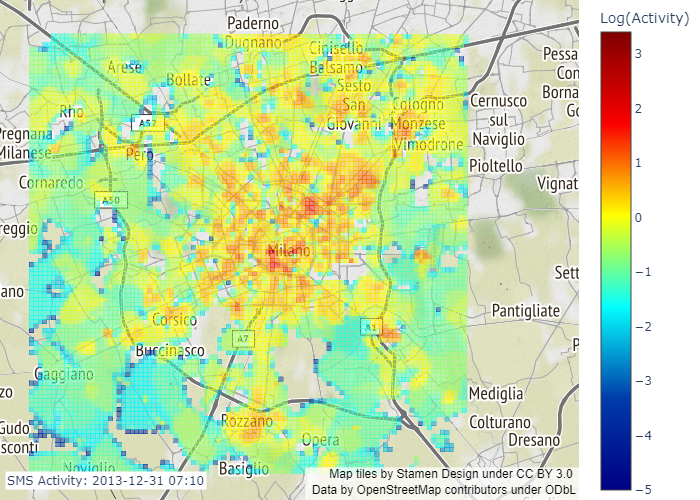 Log(Activity)
Paderno
Dugnano
Cinisello
Balsamo
Arese
Bollate
Sesto
San
Giovanni
Cologno
Monzese
Vimodrone
Pessa
Con
Borna
Go
Rho
A52
Cernusco
sul
Naviglio
Pregnana
Milanese
Pero
Pioltello
Cornaredo
A50
Vignat
reggio
Milano
Sett
ano
Pantigliate
Corsico
A7
A1
Buccinasco
P
Gaggiano
zo
Mediglia
Rozzano
Colturano
Gudo
sconti
Opera
Dresano
Noviglio
Basiglio
3
2
1
0
−1
−2
−3
−4
−5
SMS Activity: 2013-12-31 07:10
Map tiles by Stamen Design under CC BY 3.0
Data by OpenStreetMap contributors under ODbL